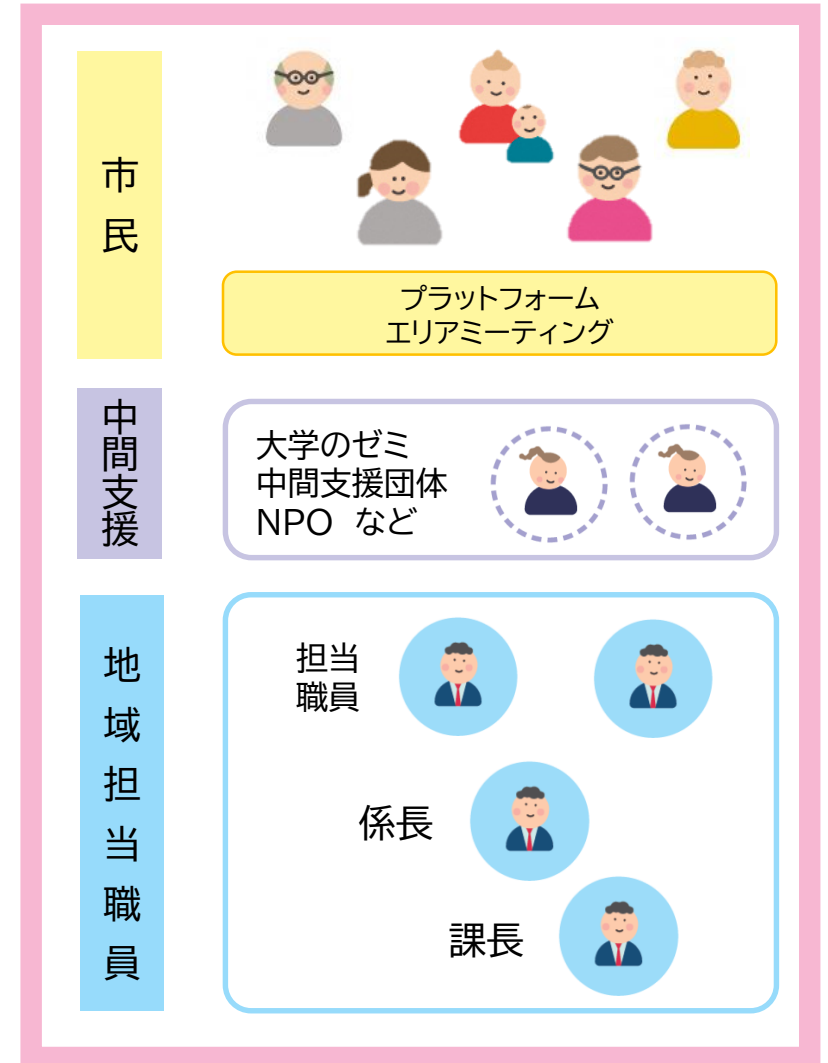 市民
プラットフォーム
エリアミーティング
中間支援
大学のゼミ
中間支援団体
NPO など
地域担当職員
担当
職員
係長
課長